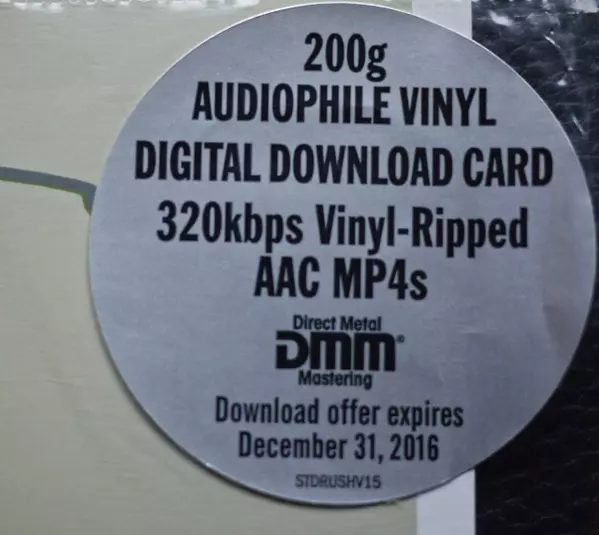 200g
AUDIOPHILE VINYL
DIGITAL DOWNLOAD CARD
320kbps Vinyl-Ripped
AAC MP4s
Direct Metal
DMM®
Mastering
Download offer expires
December 31, 2016
STDRUSHV15